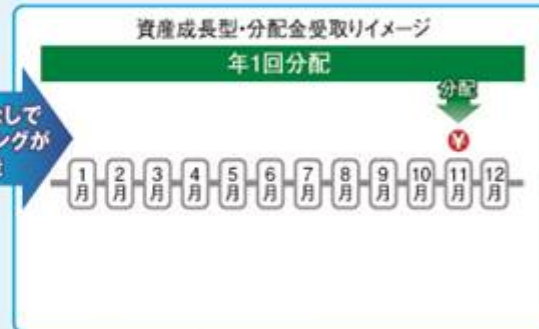 資産成長型・分配金受取りイメージ
年1回分配
分配
¥
して
ングが
1月 2月 3月 4月 5月 6月 7月 8月 9月 10月 11月 12月